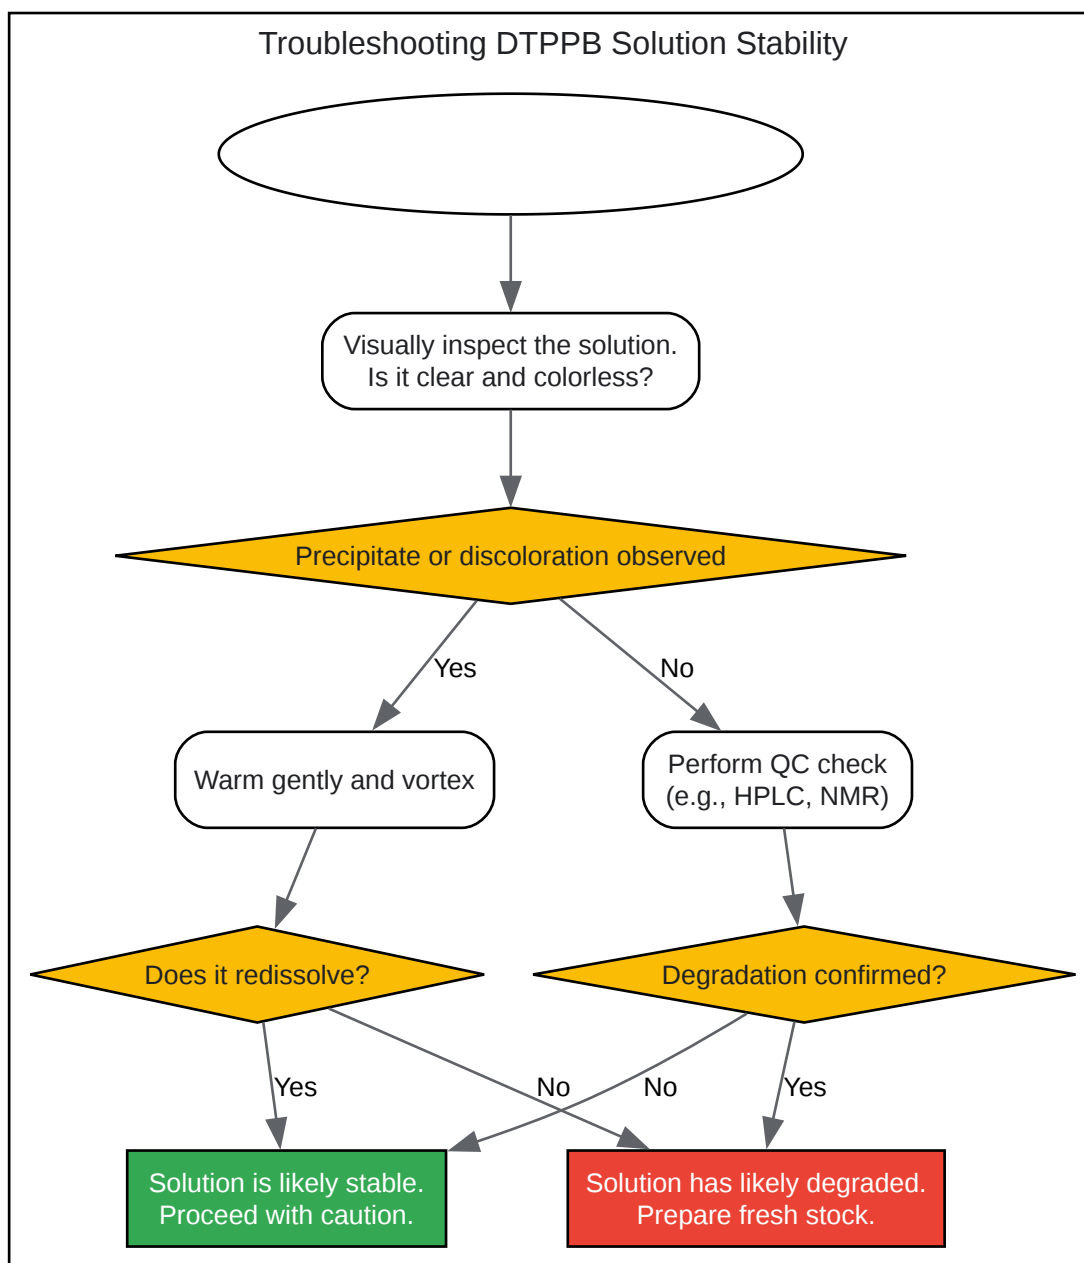 Troubleshooting DTPPB Solution Stability
Visually inspect the solution.
Is it clear and colorless?
Precipitate or discoloration observed
Yes
No
Warm gently and vortex
Perform QC check
(e.g., HPLC, NMR)
Does it redissolve?
Degradation confirmed?
Yes
No
No
Yes
Solution is likely stable.
Proceed with caution.
Solution has likely degraded.
Prepare fresh stock.